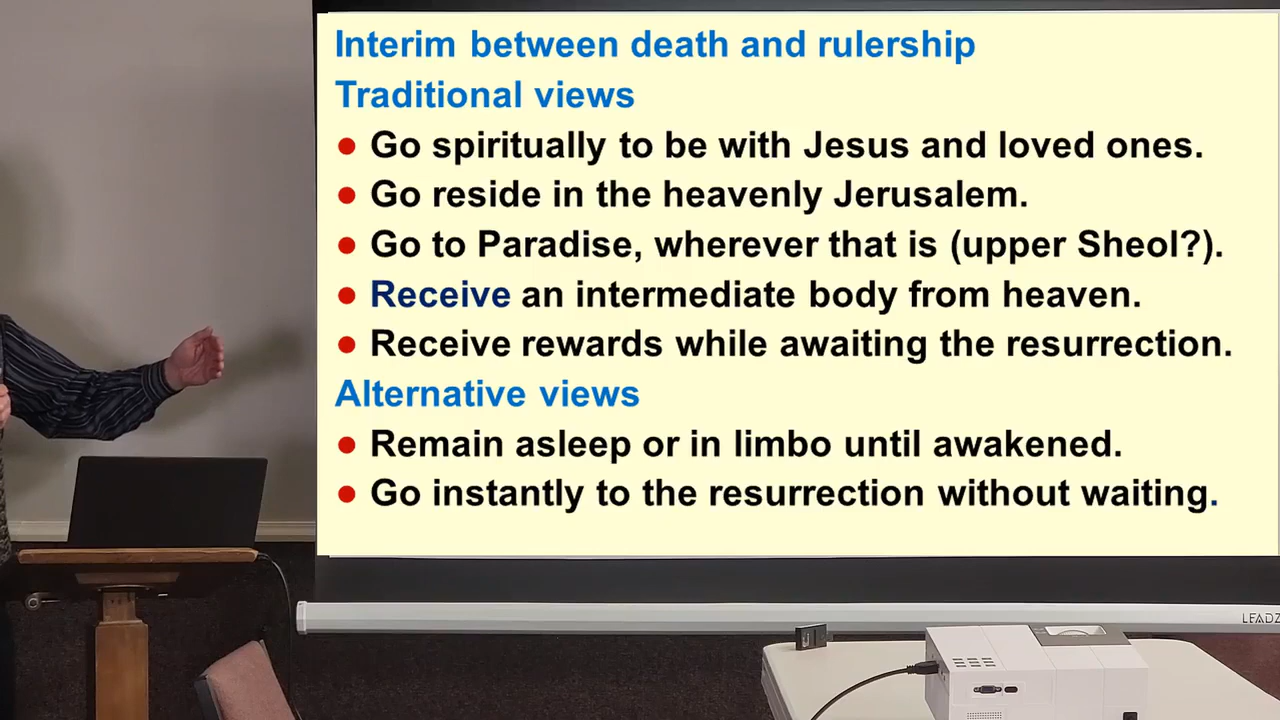 Interim between death and rulership
Traditional views
● Go spiritually to be with Jesus and loved ones.
● Go reside in the heavenly Jerusalem.
● Go to Paradise, wherever that is (upper Sheol?).
● Receive an intermediate body from heaven.
● Receive rewards while awaiting the resurrection.
Alternative views
● Remain asleep or in limbo until awakened.
● Go instantly to the resurrection without waiting.
LEADZ